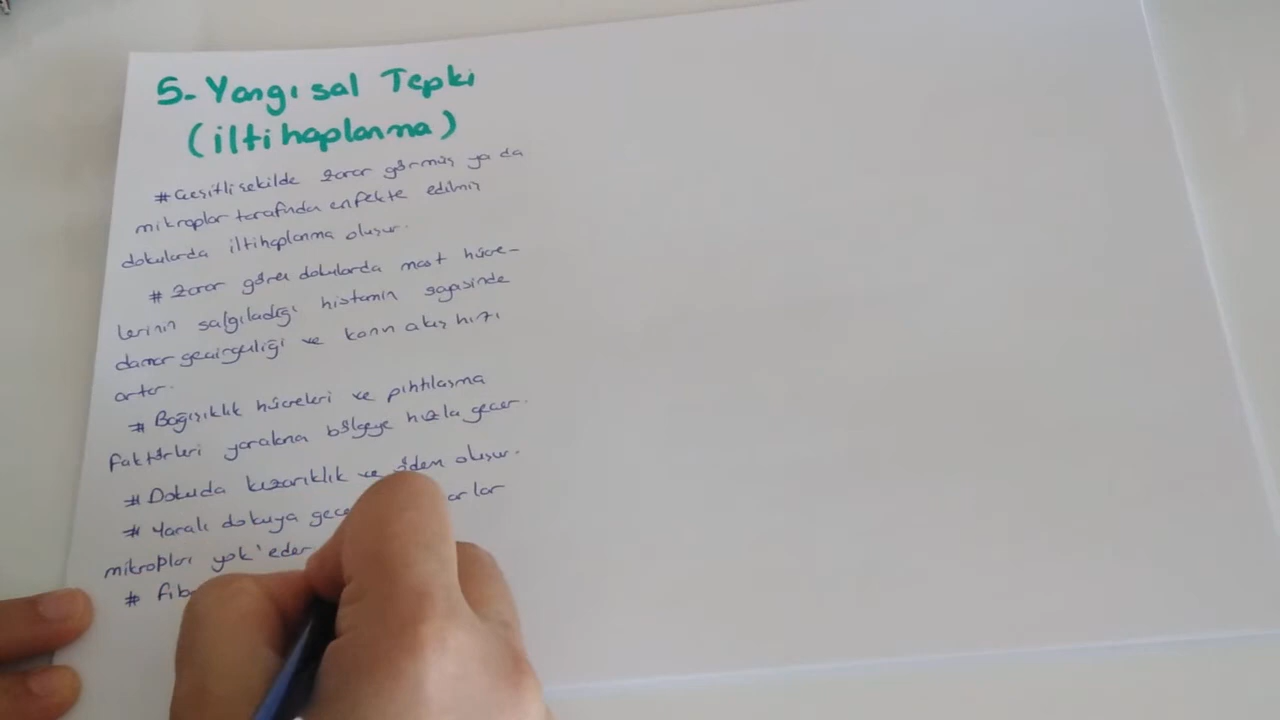 5- Yangısal Tepki
(iltihaplanma)
# Çeşitli şekilde zarar görmüş ya da
mikroplar tarafından enfekte edilmiş
dokularda iltihaplanma oluşur.
# Zarar gören dokularda mast hücre-
lerinin salgıladığı histamin sayesinde
damar geçirgenliği ve kanın akış hızı
artar.
# Bağışıklık hücreleri ve pıhtılaşma
faktörleri yaralanan bölgeye hızla geçer.
# Dokuda kızarıklık ve ödem oluşur.
# Yaralı dokuya
mikropları yok eder
#